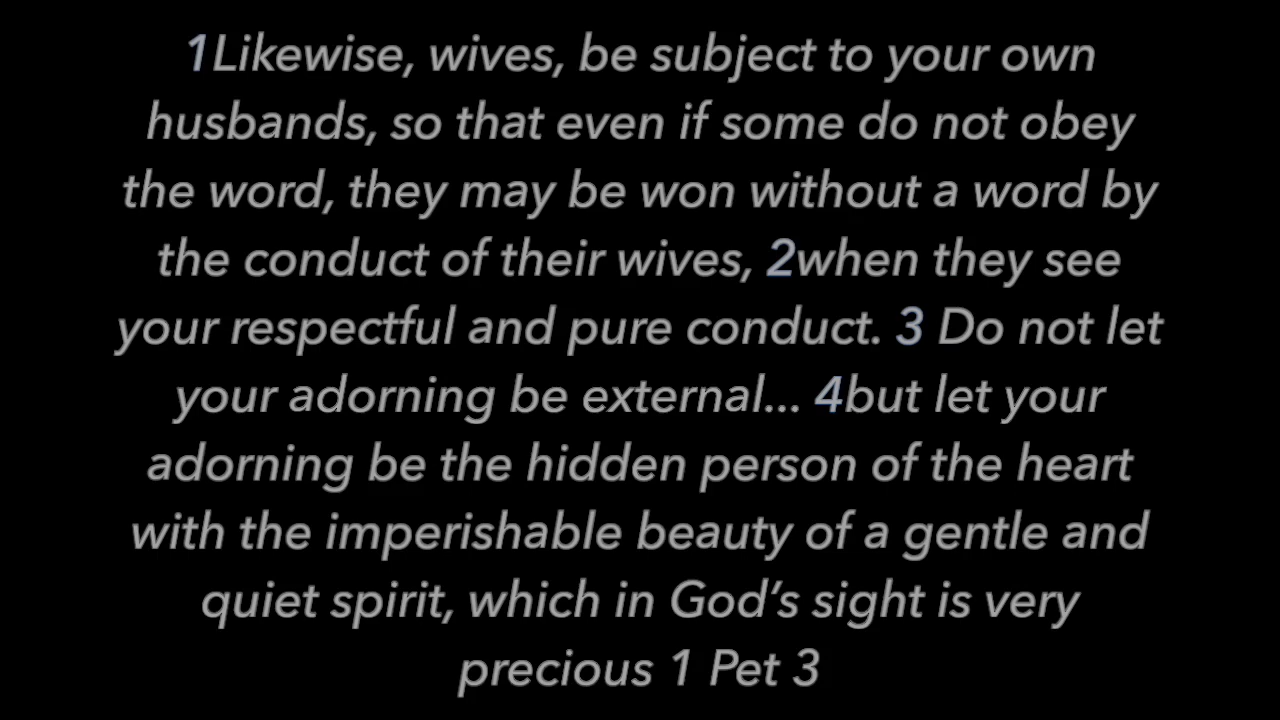 1Likewise, wives, be subject to your own
husbands, so that even if some do not obey
the word, they may be won without a word by
the conduct of their wives, 2when they see
your respectful and pure conduct. 3 Do not let
your adorning be external... 4but let your
adorning be the hidden person of the heart
with the imperishable beauty of a gentle and
quiet spirit, which in God’s sight is very
precious 1 Pet 3